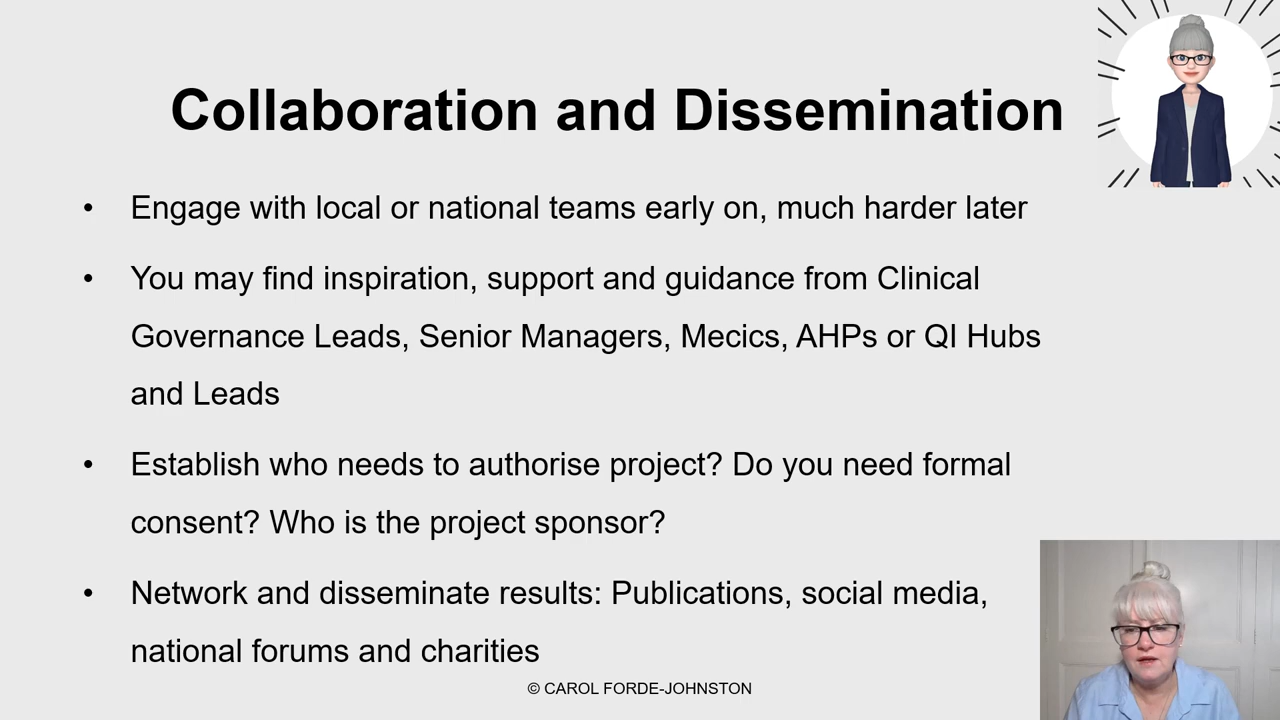 Collaboration and Dissemination
• Engage with local or national teams early on, much harder later
• You may find inspiration, support and guidance from Clinical
Governance Leads, Senior Managers, Mecics, AHPs or QI Hubs
and Leads
• Establish who needs to authorise project? Do you need formal
consent? Who is the project sponsor?
• Network and disseminate results: Publications, social media,
national forums and charities
© CAROL FORDE-JOHNSTON